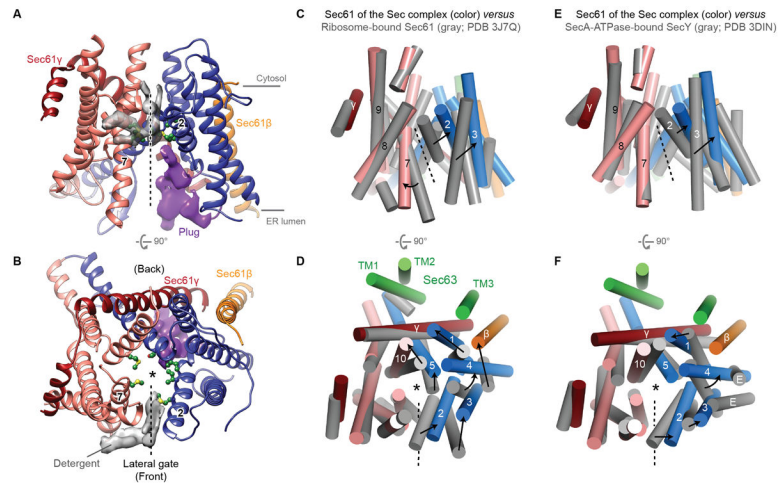 A
Sec61γ
Cytosol
2
Sec61β
7
Plug
ER lumen
90°
B
(Back)
Sec61γ
Sec61β
*
7
2
Detergent
Lateral gate
(Front)
C
Sec61 of the Sec complex (color) versus
Ribosome-bound Sec61 (gray; PDB 3J7Q)
γ
9
2
3
8
7
90°
D
TM1
TM2
Sec63
TM3
γ
β
1
10
5
4
*
2
3
E
Sec61 of the Sec complex (color) versus
SecA-ATPase-bound SecY (gray; PDB 3DIN)
γ
9
2
3
8
7
90°
F
γ
β
1
10
5
4
E
*
2
3
E